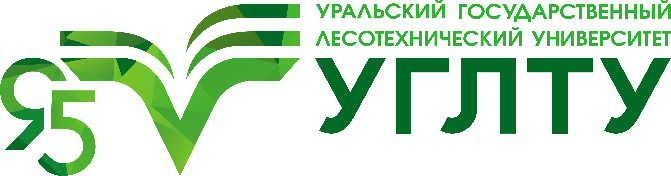 УРАЛЬСКИЙ ГОСУДАРСТВЕННЫЙ
ЛЕСОТЕХНИЧЕСКИЙ УНИВЕРСИТЕТ
УГЛТУ
95